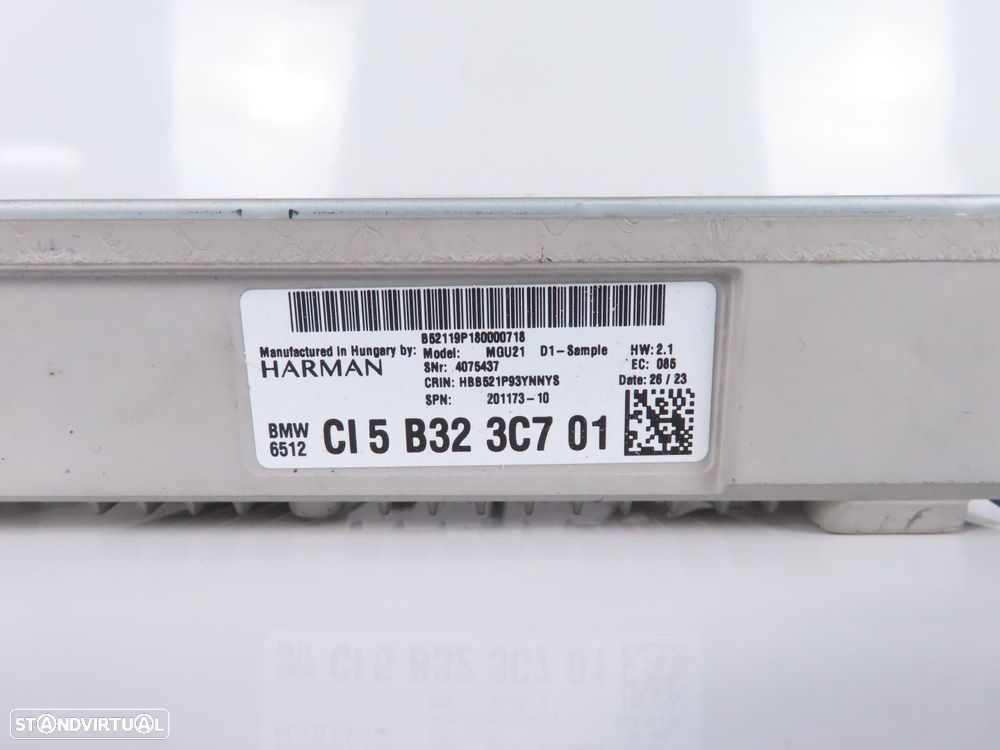 B52119P180000718
Manufactured in Hungary by: Model: MGU21 D1-Sample HW: 2.1
HARMAN SNr: 4075437 EC: 085
CRIN: HBB521P93YNNYS Date: 26 / 23
SPN: 201173-10
BMW 6512 CI 5 B32 3C7 01
STANDVIRTUAL